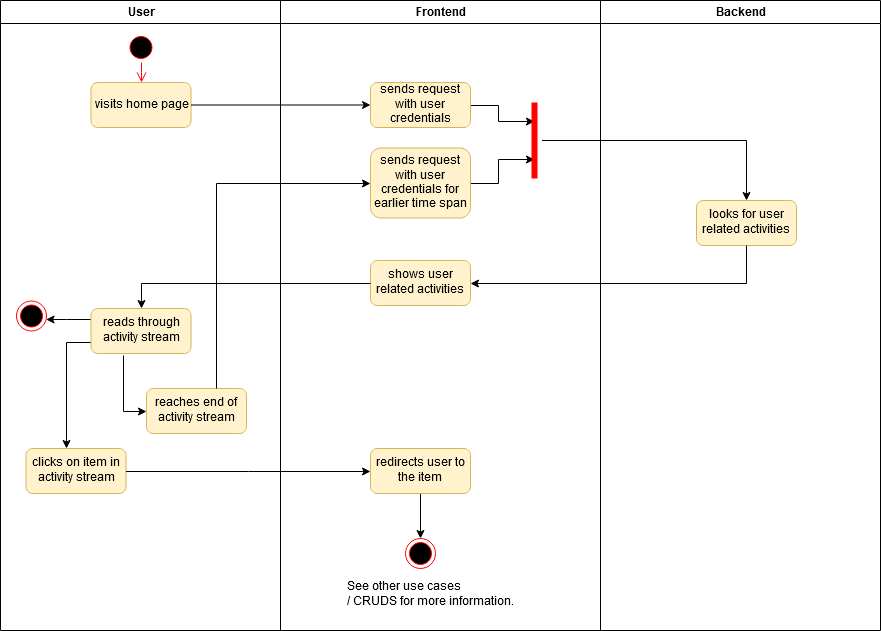 User
Frontend
Backend
visits home page
sends request
with user
credentials
sends request
with user
credentials for
earlier time span
looks for user
related activities
shows user
related activities
reads through
activity stream
reaches end of
activity stream
clicks on item in
activity stream
redirects user to
the item
See other use cases
/ CRUDS for more information.